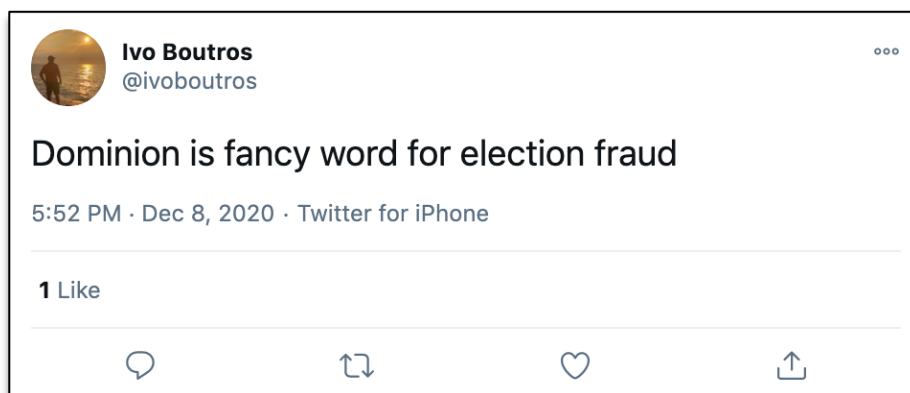 Ivo Boutros
@ivoboutros
Dominion is fancy word for election fraud
5:52 PM · Dec 8, 2020 · Twitter for iPhone
1 Like